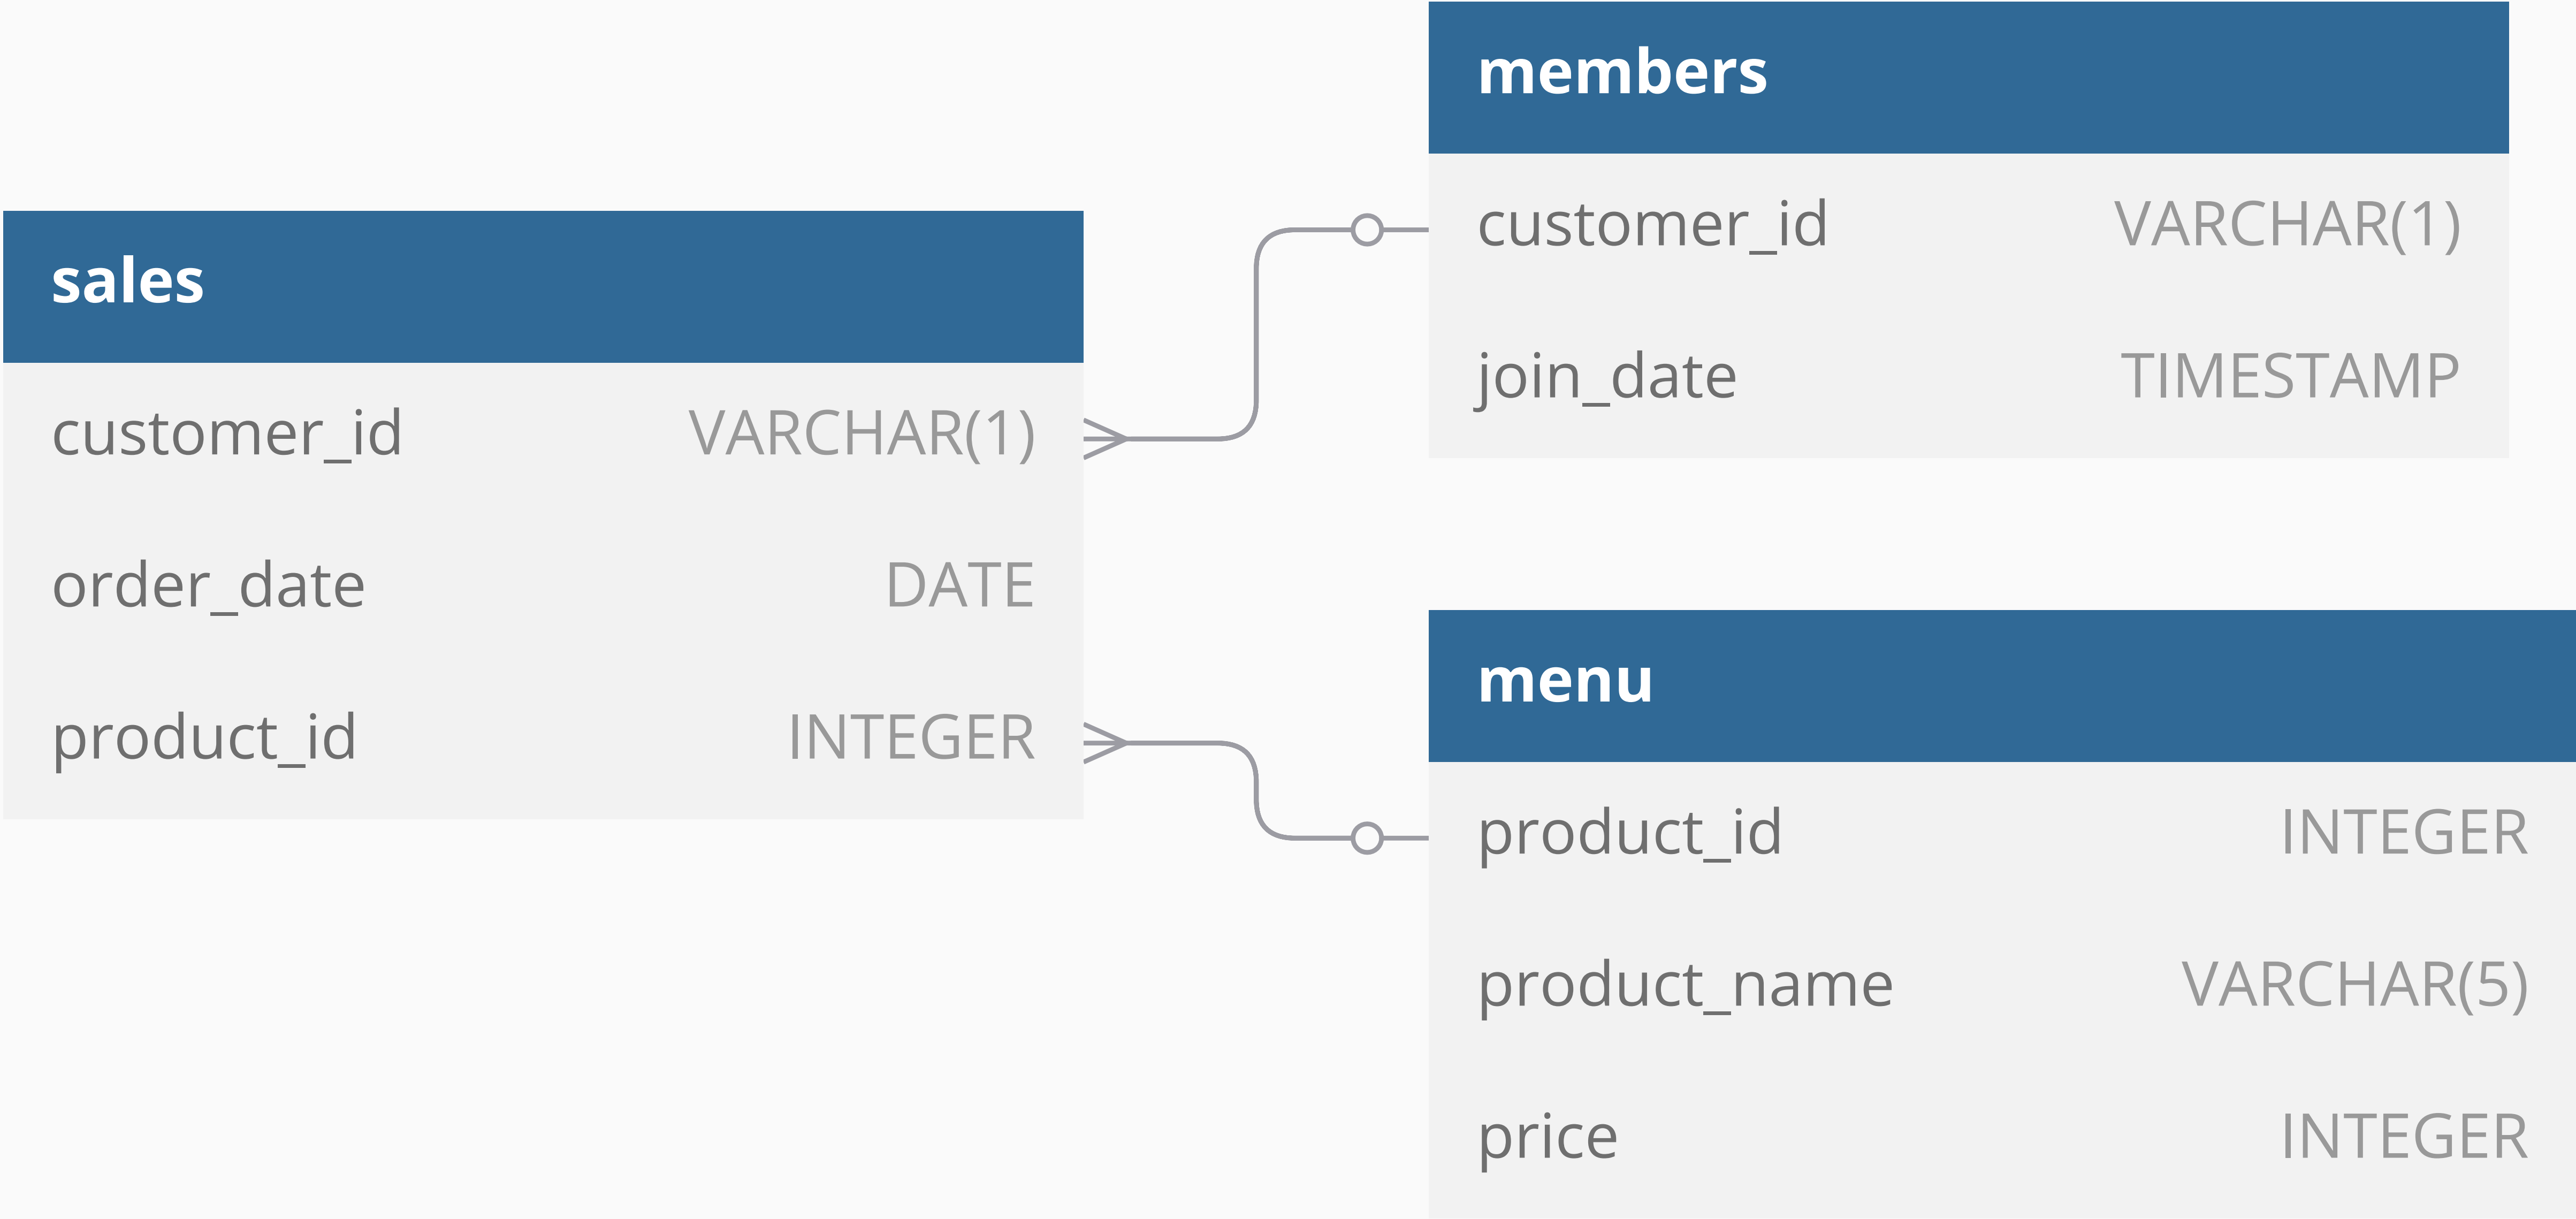 sales
customer_id VARCHAR(1)
order_date DATE
product_id INTEGER
members
customer_id VARCHAR(1)
join_date TIMESTAMP
menu
product_id INTEGER
product_name VARCHAR(5)
price INTEGER